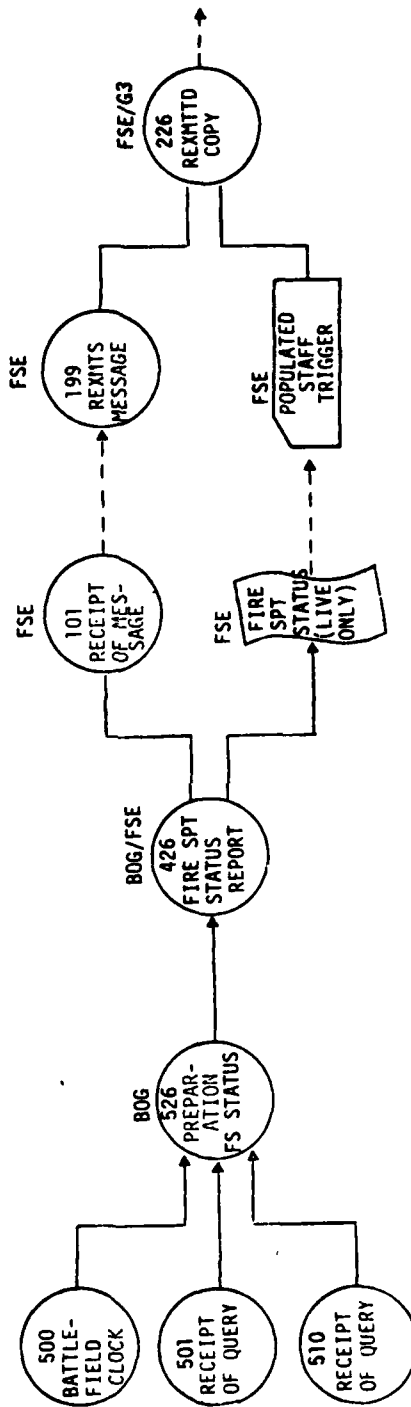 500
BATTLE-
FIELD
CLOCK
501
RECEIPT
OF QUERY
510
RECEIPT
OF QUERY
BOG
526
PREPAR-
ATION
FS STATUS
BOG/FSE
426
FIRE SPT
STATUS
REPORT
FSE
101
RECEIPT
OF MES-
SAGE
FSE
FIRE
SPT
STATUS
(LIVE
ONLY)
FSE
199
REXMTS
MESSAGE
FSE
POPULATED
STAFF
TRIGGER
FSE/G3
226
REXMTTD
COPY